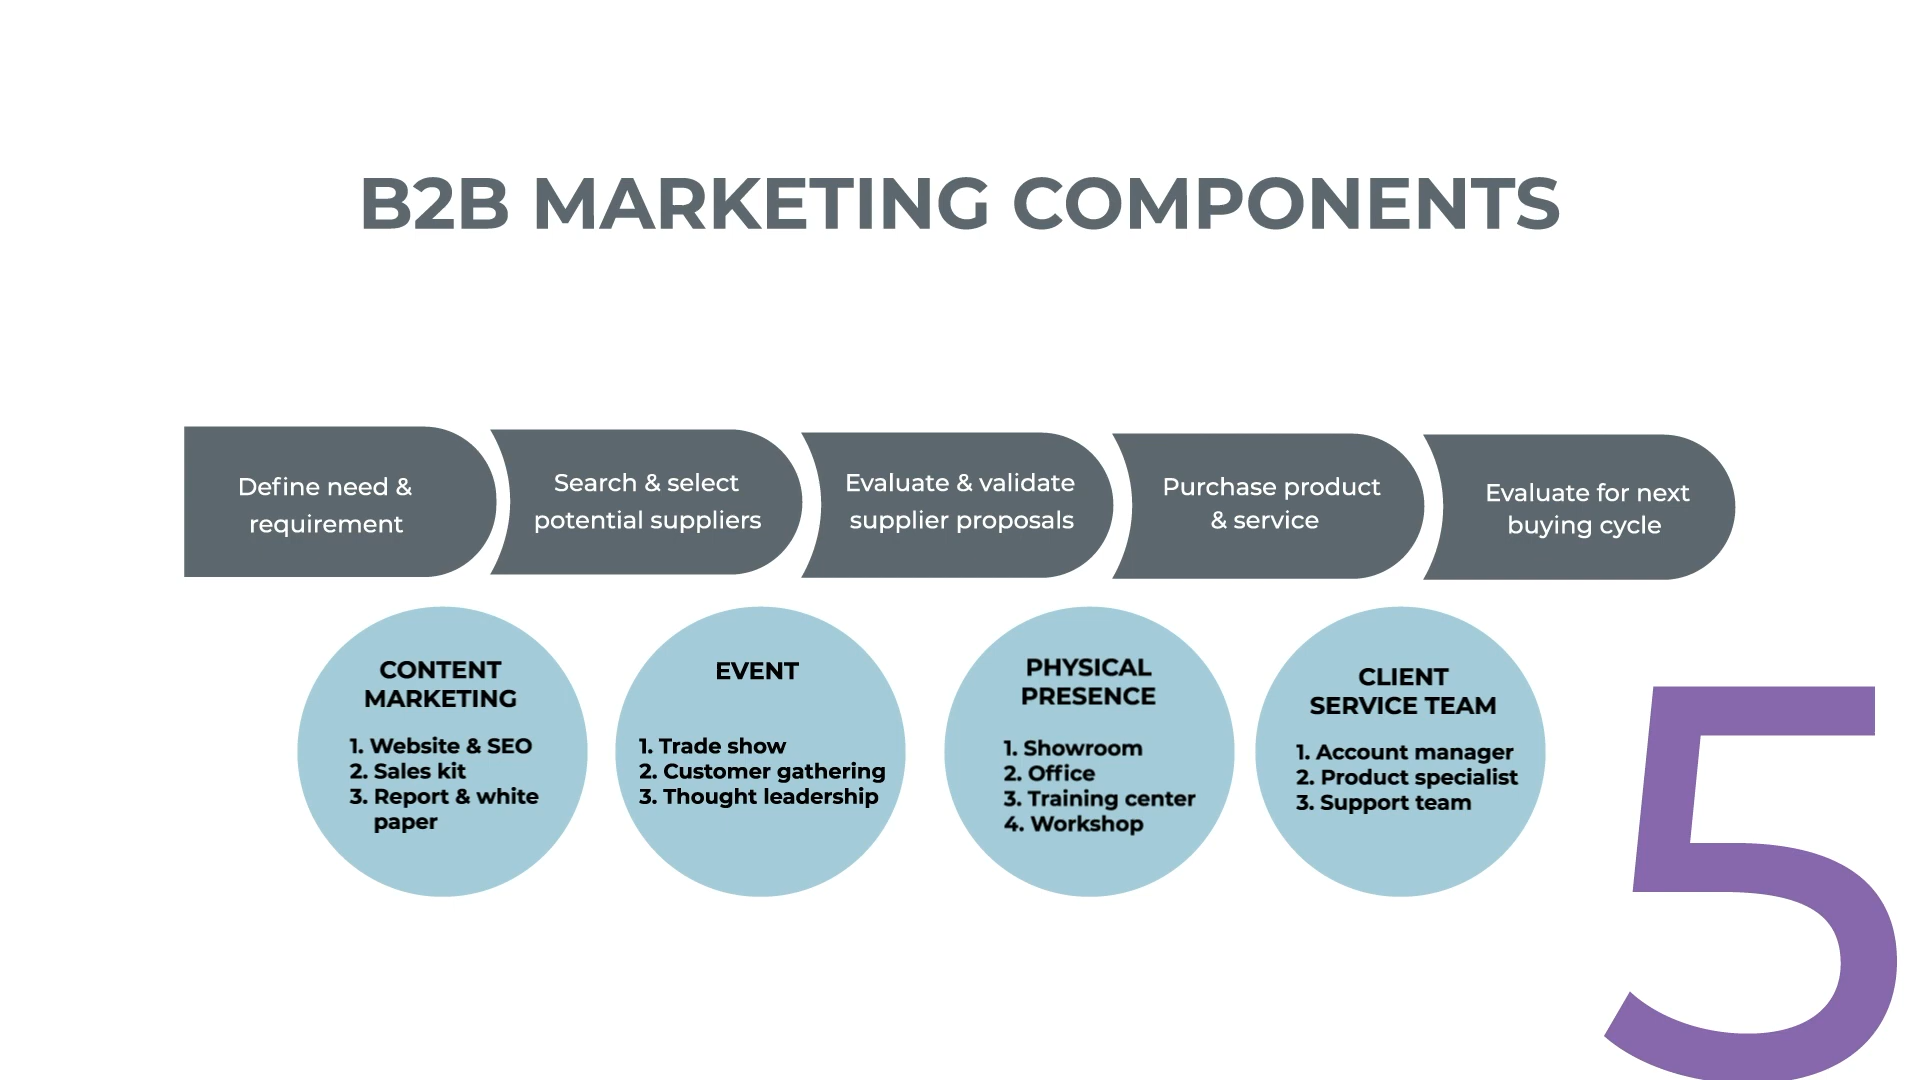 B2B MARKETING COMPONENTS
Define need &
requirement
Search & select
potential suppliers
Evaluate & validate
supplier proposals
Purchase product
& service
Evaluate for next
buying cycle
CONTENT
MARKETING
1. Website & SEO
2. Sales kit
3. Report & white
paper
EVENT
1. Trade show
2. Customer gathering
3. Thought leadership
PHYSICAL
PRESENCE
1. Showroom
2. Office
3. Training center
4. Workshop
CLIENT
SERVICE TEAM
1. Account manager
2. Product specialist
3. Support team
5